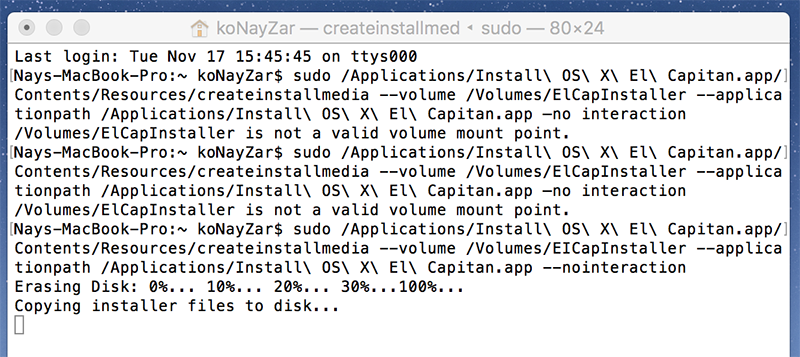 koNayZar — createinstallmed ◂ sudo — 80×24
Last login: Tue Nov 17 15:45:45 on ttys000
[Nays-MacBook-Pro:~ koNayZar$ sudo /Applications/Install\ OS\ X\ El\ Capitan.app/]
Contents/Resources/createinstallmedia --volume /Volumes/ElCapInstaller --applica
tionpath /Applications/Install\ OS\ X\ El\ Capitan.app —no interaction
/Volumes/ElCapInstaller is not a valid volume mount point.
[Nays-MacBook-Pro:~ koNayZar$ sudo /Applications/Install\ OS\ X\ El\ Capitan.app/]
Contents/Resources/createinstallmedia --volume /Volumes/ElCapInstaller --applica
tionpath /Applications/Install\ OS\ X\ El\ Capitan.app —no interaction
/Volumes/ElCapInstaller is not a valid volume mount point.
[Nays-MacBook-Pro:~ koNayZar$ sudo /Applications/Install\ OS\ X\ El\ Capitan.app/]
Contents/Resources/createinstallmedia --volume /Volumes/EICapInstaller --applica
tionpath /Applications/Install\ OS\ X\ El\ Capitan.app --nointeraction
Erasing Disk: 0%... 10%... 20%... 30%...100%...
Copying installer files to disk...